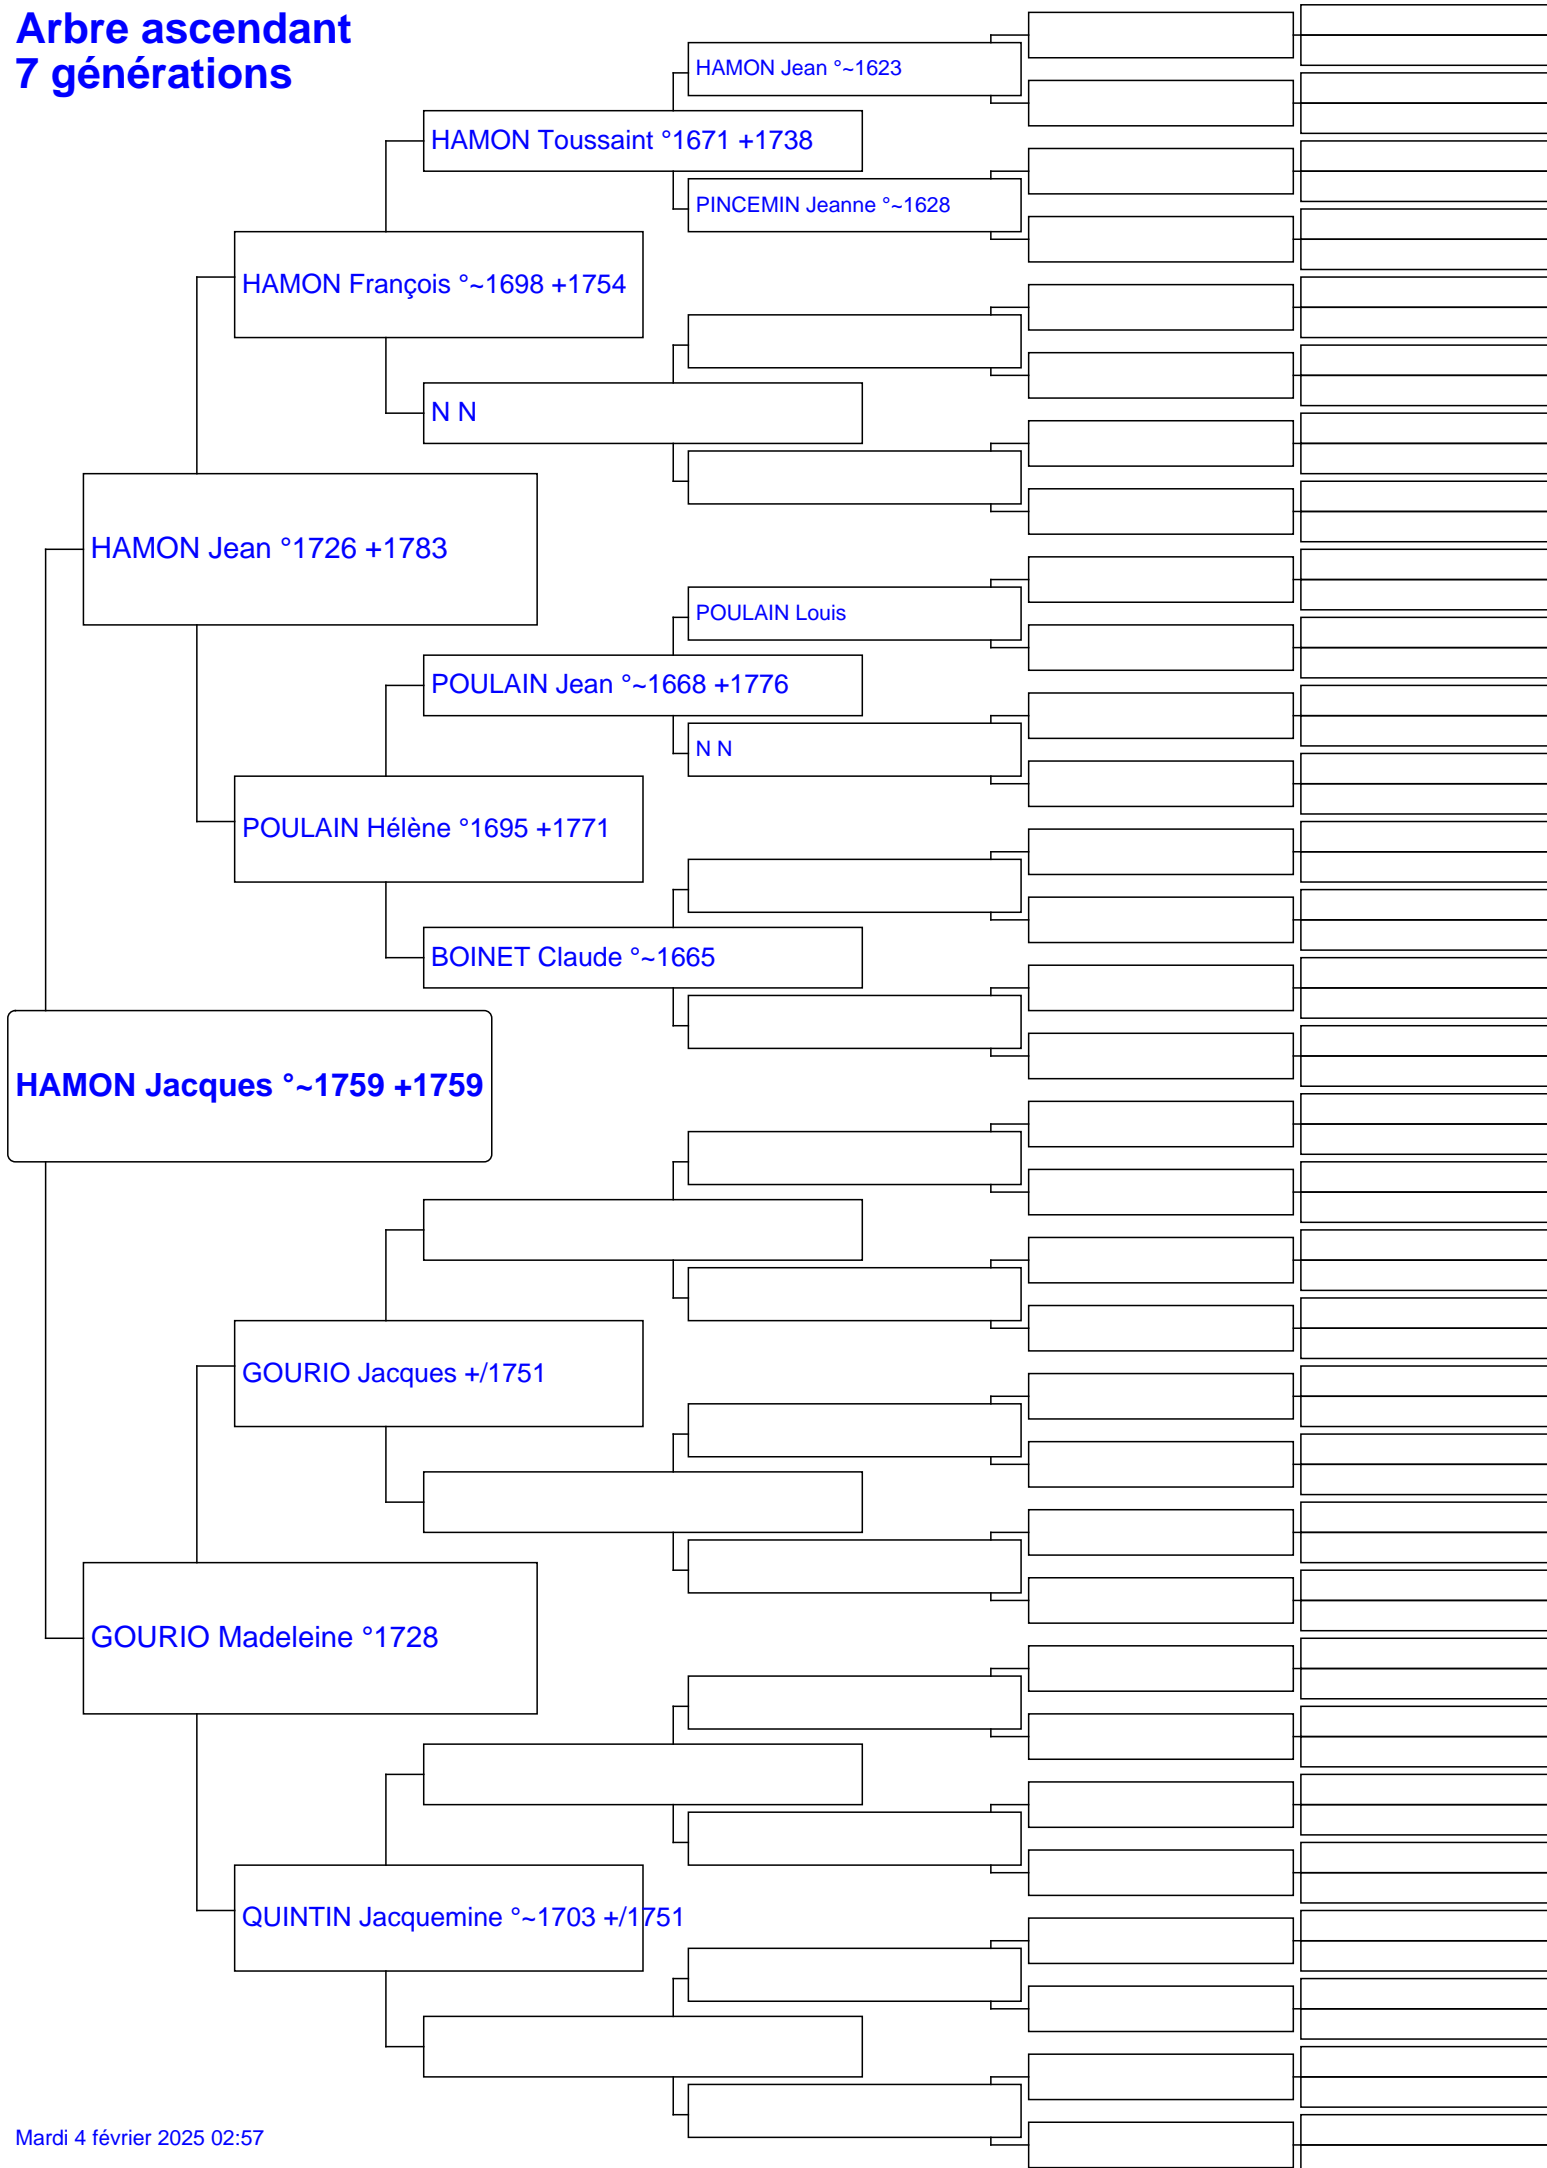 Arbre ascendant
7 générations
HAMON Jean °~1623
HAMON Toussaint °1671 +1738
PINCEMIN Jeanne °~1628
HAMON François °~1698 +1754
N N
HAMON Jean °1726 +1783
POULAIN Louis
POULAIN Jean °~1668 +1776
N N
POULAIN Hélène °1695 +1771
BOINET Claude °~1665
HAMON Jacques °~1759 +1759
GOURIO Jacques +/1751
GOURIO Madeleine °1728
QUINTIN Jacquemine °~1703 +/1751
Mardi 4 février 2025 02:57